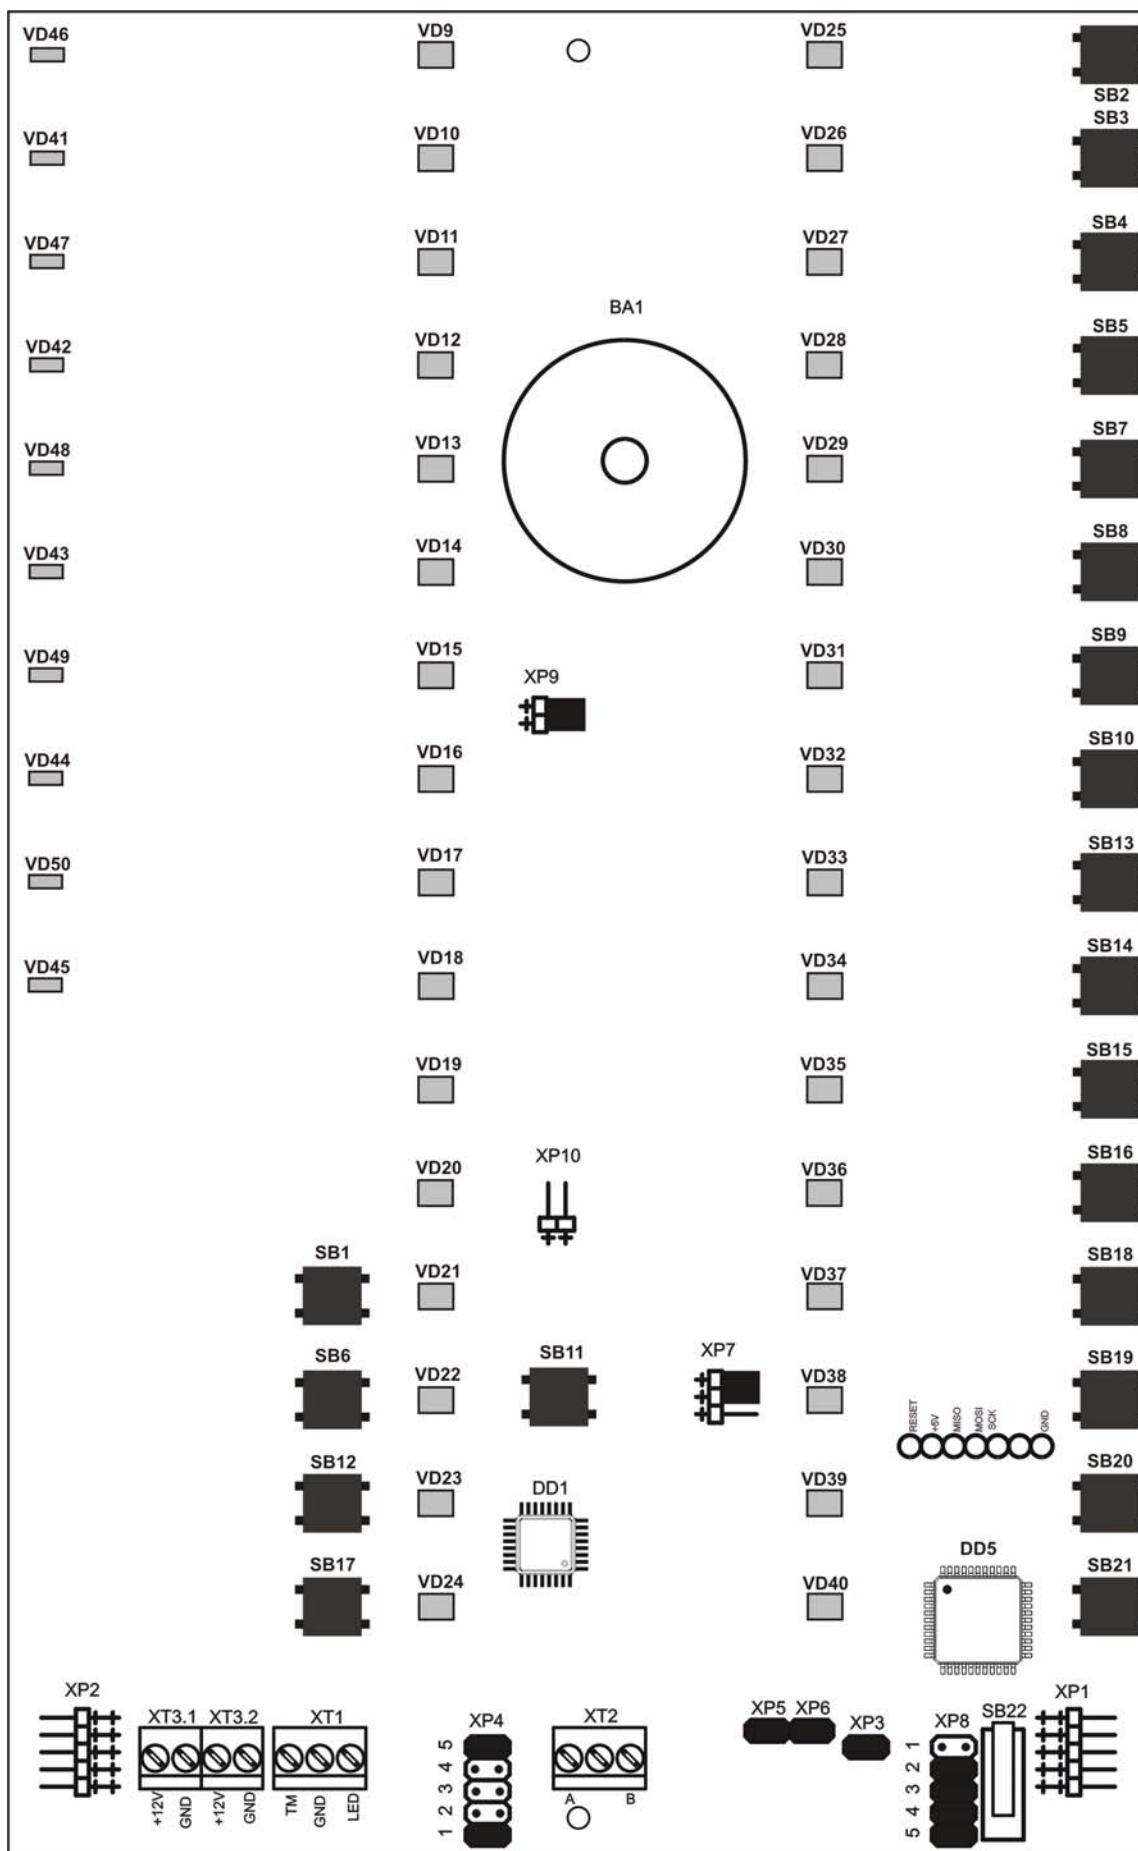 VD46 VD9 VD25
SB2
VD41 VD10 VD26 SB3
VD47 VD11 VD27 SB4
BA1
VD42 VD12 VD28 SB5
VD48 VD13 VD29 SB7
VD43 VD14 VD30 SB8
VD49 VD15 VD31 SB9
XP9
VD44 VD16 VD32 SB10
VD50 VD17 VD33 SB13
VD45 VD18 VD34 SB14
VD19 VD35 SB15
VD20 XP10 VD36 SB16
SB1 VD21 VD37 SB18
SB6 VD22 SB11 XP7 VD38 SB19
RESET +5V MISO MOSI SCK GND
SB12 VD23 DD1 VD39 SB20
SB17 VD24 VD40 DD5 SB21
XP2 XT3.1 XT3.2 XT1 XP4 XT2 XP5 XP6 XP3 XP8 SB22 XP1
5 1
4 2
3 3
2 4
1 5
+12V GND +12V GND TM GND LED A B